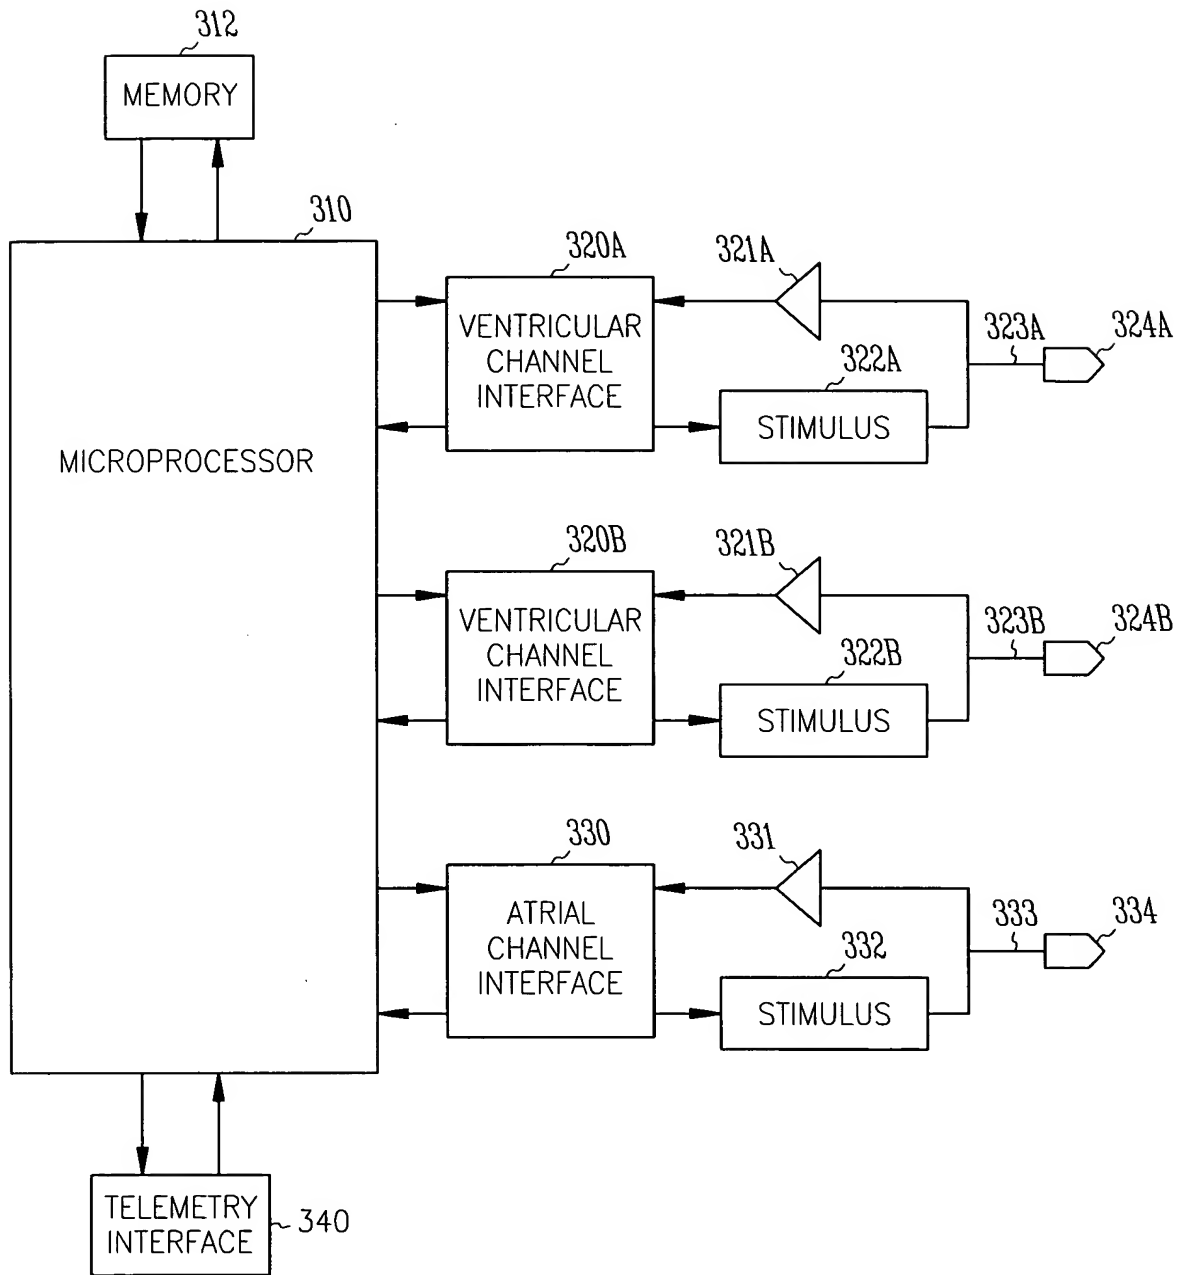 312
MEMORY
310
MICROPROCESSOR
320A
VENTRICULAR
CHANNEL
INTERFACE
321A
322A
STIMULUS
323A
324A
320B
VENTRICULAR
CHANNEL
INTERFACE
321B
322B
STIMULUS
323B
324B
330
ATRIAL
CHANNEL
INTERFACE
331
332
STIMULUS
333
334
TELEMETRY
INTERFACE
340